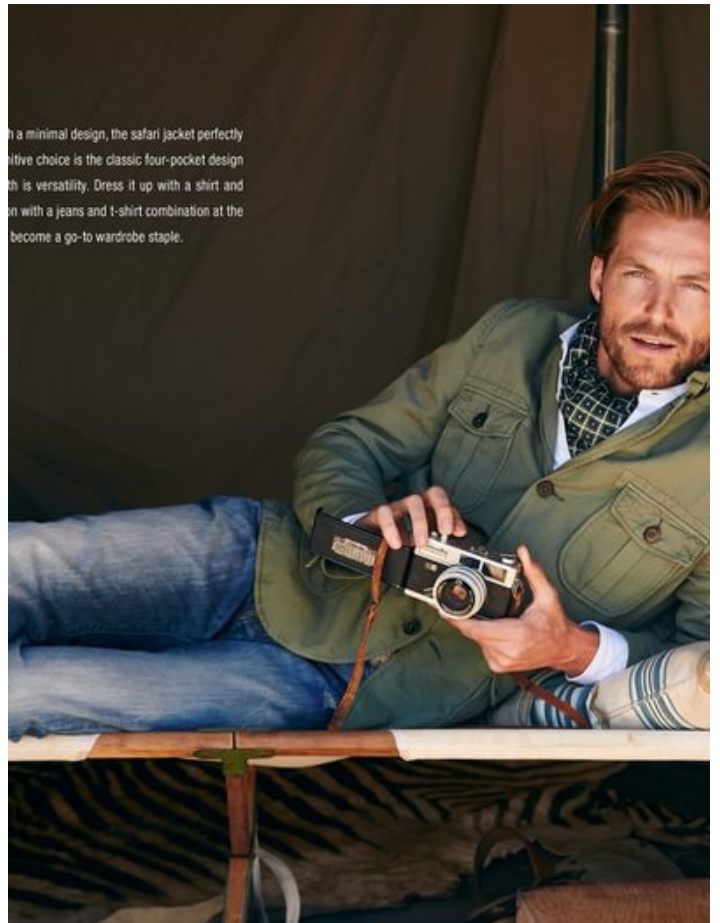 h a minimal design, the safari jacket perfectly
nitive choice is the classic four-pocket design
th is versatility. Dress it up with a shirt and
on with a jeans and t-shirt combination at the
become a go-to wardrobe staple.